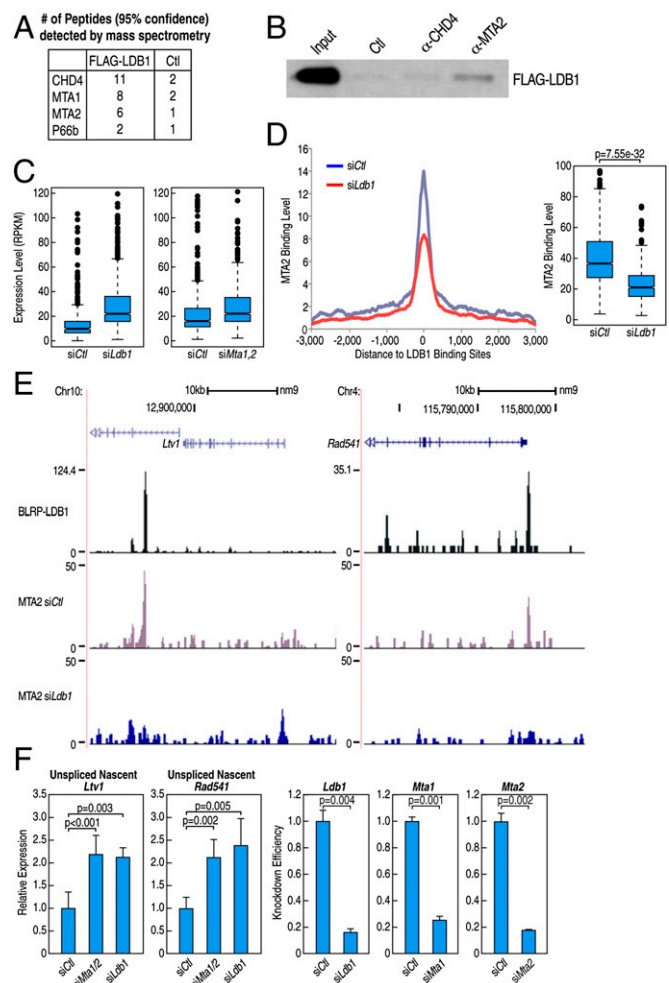 A
# of Peptides (95% confidence)
detected by mass spectrometry
FLAG-LDB1 Ctl
CHD4 11 2
MTA1 8 2
MTA2 6 1
P66b 2 1
B
Input Ctl α-CHD4 α-MTA2
FLAG-LDB1
C
Expression Level (RPKM)
120
100
80
60
40
20
0
siCtl siLdb1
120
100
80
60
40
20
0
siCtl siMta1,2
D
siCtl
siLdb1
MTA2 Binding Level
16
14
12
10
8
6
4
2
0
-3,000 -2,000 -1,000 0 1,000 2,000 3,000
Distance to LDB1 Binding Sites
p=7.55e-32
MTA2 Binding Level
100
80
60
40
20
0
siCtl siLdb1
E
Chr10: 10kb nm9
12,900,000
Ltv1
Chr4: 10kb nm9
115,790,000 115,800,000
Rad541
124.4
BLRP-LDB1
0
35.1
0
50
MTA2 siCtl
0
50
0
50
MTA2 siLdb1
0
50
0
F
Unspliced Nascent
Ltv1
p=0.003
p<0.001
Relative Expression
3.5
3.0
2.5
2.0
1.5
1.0
0.5
0
siCtl siMta1/2 siLdb1
Unspliced Nascent
Rad541
p=0.005
p=0.002
3.5
3.0
2.5
2.0
1.5
1.0
0.5
0
siCtl siMta1/2 siLdb1
Ldb1
p=0.004
Knockdown Efficiency
1.0
0.8
0.6
0.4
0.2
0
siCtl siLdb1
Mta1
p=0.001
1.0
0.8
0.6
0.4
0.2
0
siCtl siMta1
Mta2
p=0.002
1.0
0.8
0.6
0.4
0.2
0
siCtl siMta2